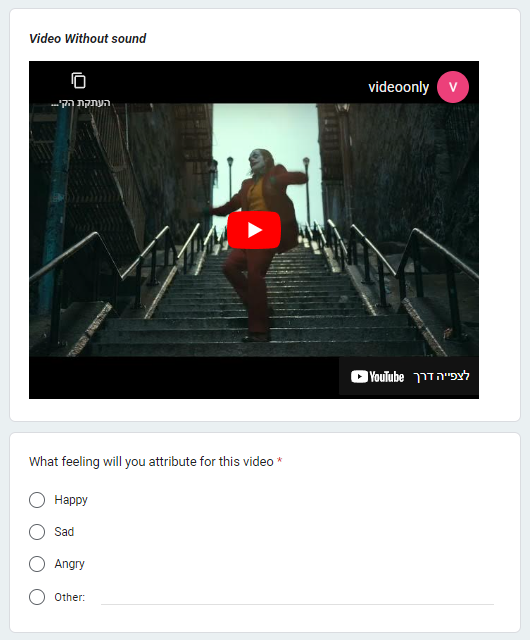 Video Without sound
videoonly
V
העתקת הקי...
YouTube לצפייה דרך
What feeling will you attribute for this video *
Happy
Sad
Angry
Other: